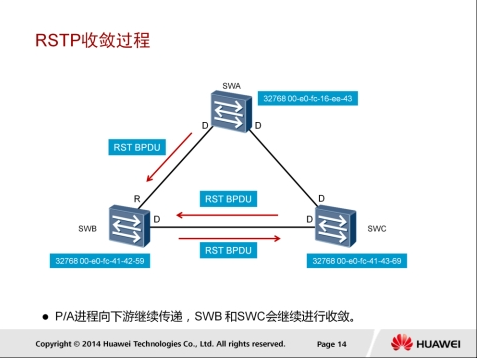 RSTP收敛过程
SWA
32768 00-e0-fc-16-ee-43
D
D
RST BPDU
R
RST BPDU
D
SWB
D
D
SWC
RST BPDU
32768 00-e0-fc-41-42-59
32768 00-e0-fc-41-43-69
● P/A进程向下游继续传递，SWB 和SWC会继续进行收敛。
Copyright © 2014 Huawei Technologies Co., Ltd. All rights reserved.
Page 14
HUAWEI